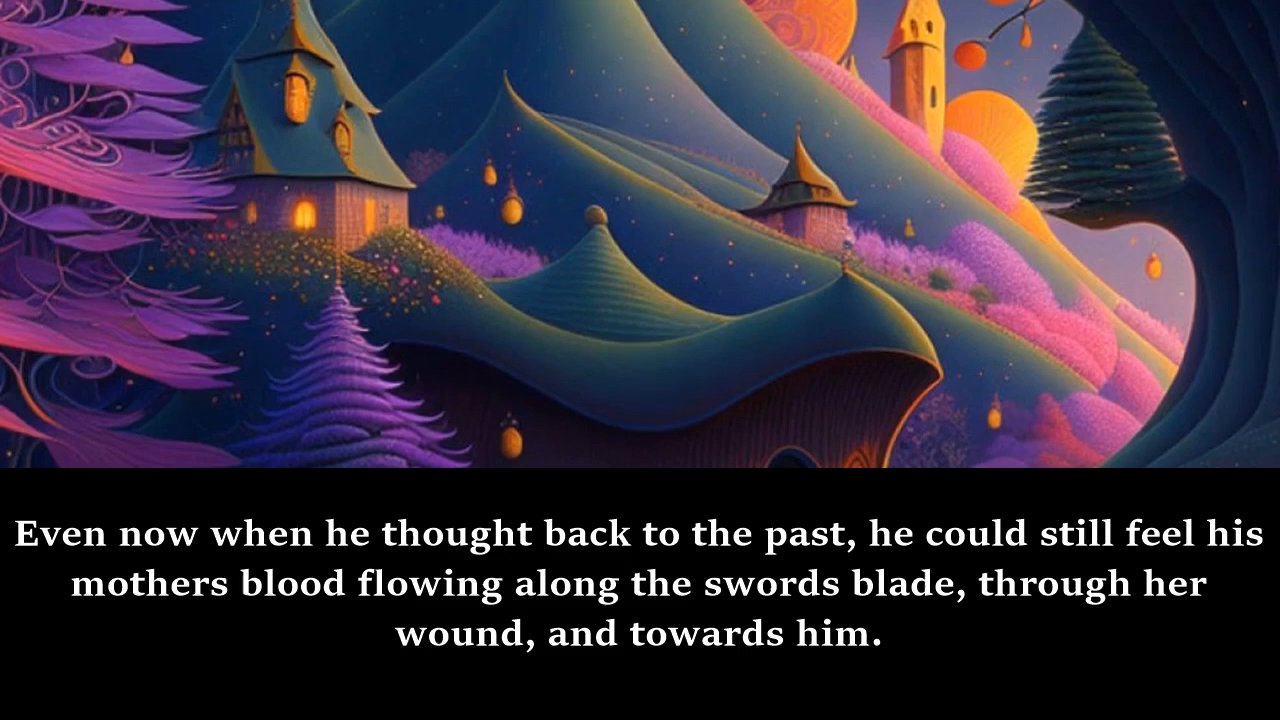 Even now when he thought back to the past, he could still feel his
mothers blood flowing along the swords blade, through her
wound, and towards him.